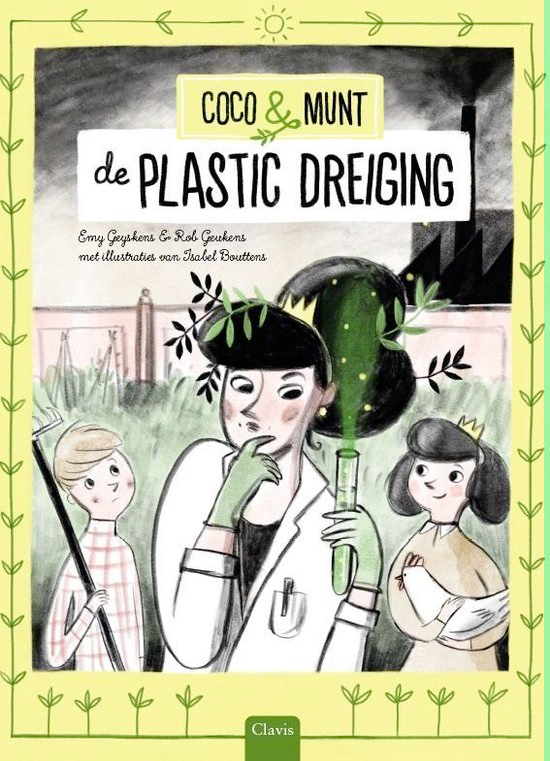 COCO & MUNT
de PLASTIC DREIGING
Emy Geyskens & Rob Geukens
met illustraties van Isabel Bouttens
Clavis